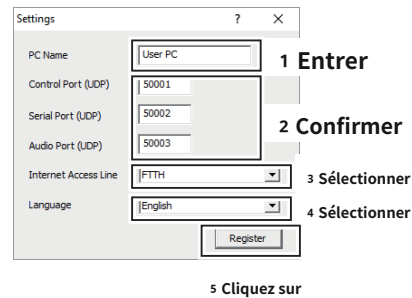 Settings ? ✕
PC Name User PC
1 Entrer
Control Port (UDP) 50001
Serial Port (UDP) 50002
2 Confirmer
Audio Port (UDP) 50003
Internet Access Line FTTH
3 Sélectionner
Language English
4 Sélectionner
Register
5 Cliquez sur